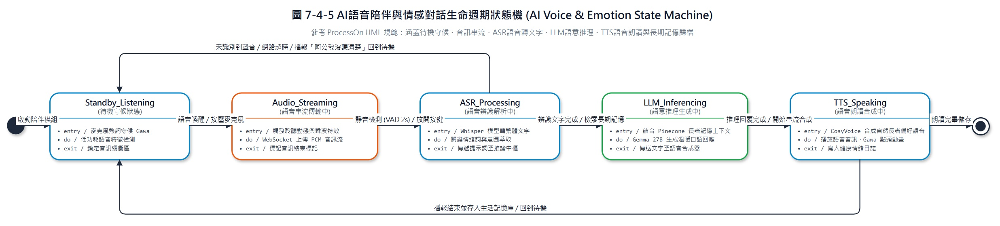 圖 7-4-5 AI語音陪伴與情感對話生命週期狀態機 (AI Voice & Emotion State Machine)
參考 ProcessOn UML 規範：涵蓋待機守候、音訊串流、ASR語音轉文字、LLM語意推理、TTS語音朗讀與長期記憶歸檔
未識別到聲音 / 網路超時 / 播報「阿公我沒聽清楚」回到待機
啟動陪伴模組
Standby_Listening
(待機守候狀態)
• entry / 麥克風熱詞守候 Gawa
• do / 低功耗語音特徵檢測
• exit / 鎖定音訊緩衝區
語音喚醒 / 按壓麥克風
Audio_Streaming
(語音串流傳輸中)
• entry / 觸發聆聽動態與聲波特效
• do / WebSocket 上傳 PCM 音訊流
• exit / 標記音訊結束標記
靜音檢測 (VAD 2s) / 放開按鍵
ASR_Processing
(語音辨識解析中)
• entry / Whisper 模型轉繁體文字
• do / 關鍵情緒詞與意圖萃取
• exit / 傳遞提示詞至推論中樞
辨識文字完成 / 檢索長期記憶
LLM_Inferencing
(語意推理生成中)
• entry / 結合 Pinecone 長者記憶上下文
• do / Gemma 27B 生成溫暖口語回應
• exit / 傳送文字至語音合成器
推理回覆完成 / 開始串流合成
TTS_Speaking
(語音朗讀合成中)
• entry / CosyVoice 合成自然長者偏好語音
• do / 播放語音音訊、Gawa 點頭動畫
• exit / 寫入健康情緒日誌
朗讀完畢儲存
播報結束並存入生活記憶庫 / 回到待機